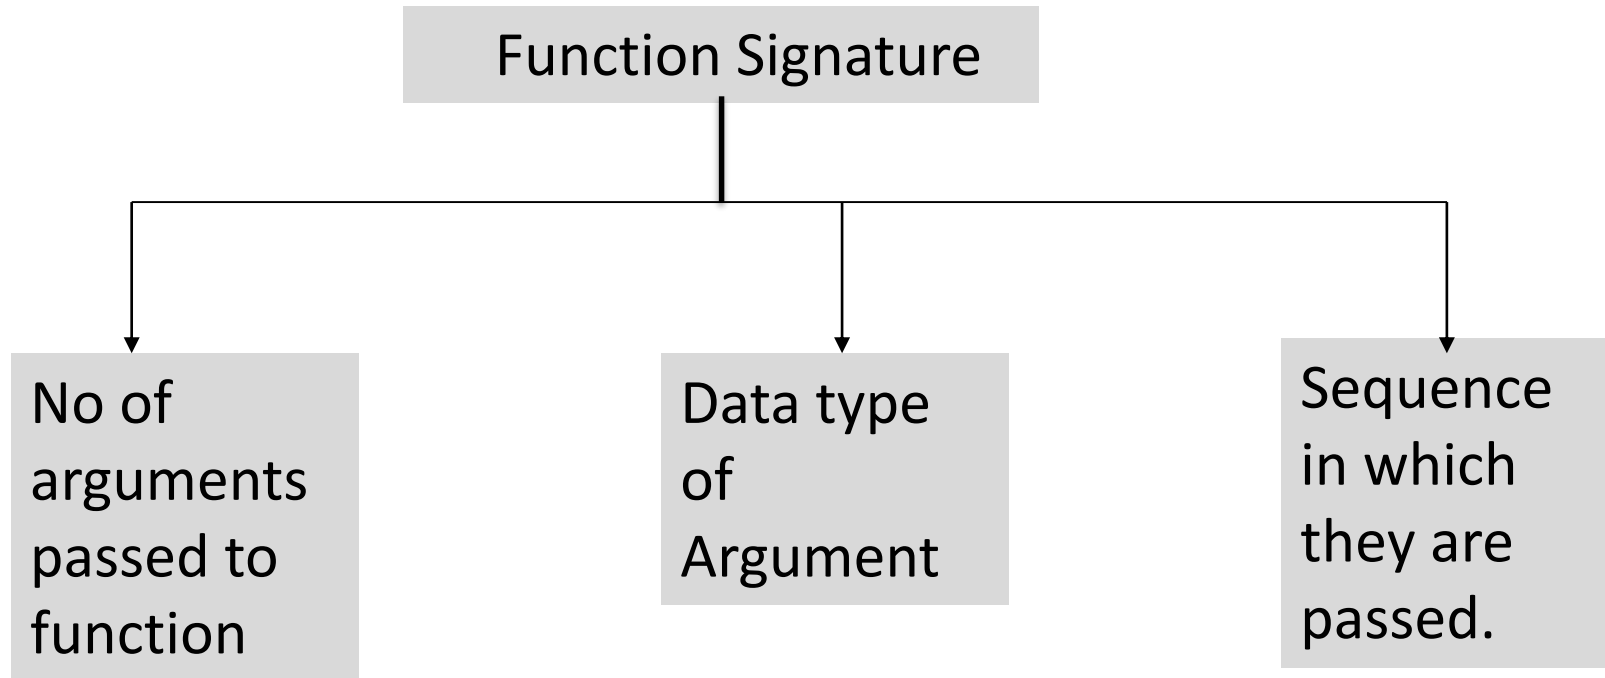 Function Signature
No of
arguments
passed to
function
Data type
of
Argument
Sequence
in which
they are
passed.